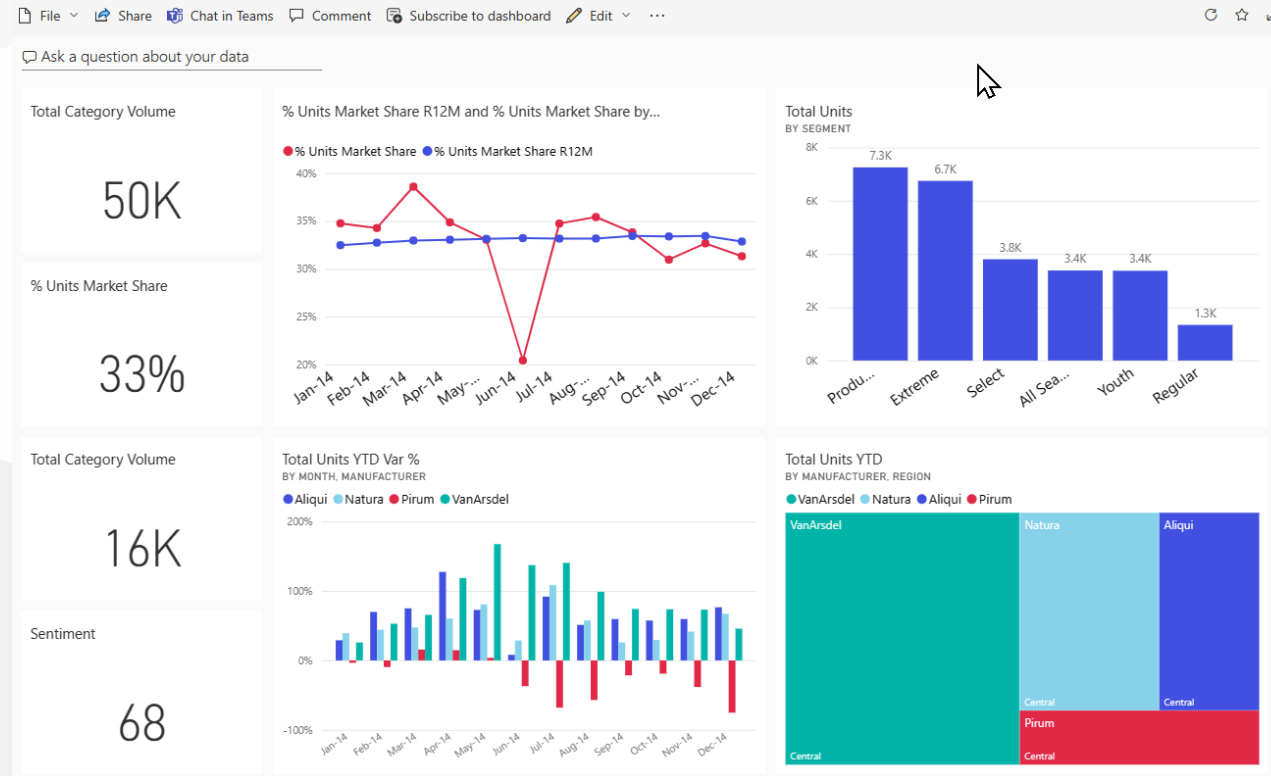 File Share Chat in Teams Comment Subscribe to dashboard Edit ...
Ask a question about your data
Total Category Volume
50K
% Units Market Share
33%
Total Category Volume
16K
Sentiment
68
% Units Market Share R12M and % Units Market Share by...
% Units Market Share % Units Market Share R12M
40%
35%
30%
25%
20%
Jan-14 Feb-14 Mar-14 Apr-14 May-... Jun-14 Jul-14 Aug-... Sep-14 Oct-14 Nov-... Dec-14
Total Units
BY SEGMENT
8K
6K
4K
2K
0K
7.3K 6.7K 3.8K 3.4K 3.4K 1.3K
Produ... Extreme Select All Sea... Youth Regular
Total Units YTD Var %
BY MONTH, MANUFACTURER
Aliqui Natura Pirum VanArsdel
200%
100%
0%
-100%
Jan-14 Feb-14 Mar-14 Apr-14 May-14 Jun-14 Jul-14 Aug-14 Sep-14 Oct-14 Nov-14 Dec-14
Total Units YTD
BY MANUFACTURER, REGION
VanArsdel Natura Aliqui Pirum
VanArsdel
Central
Natura
Central
Aliqui
Central
Pirum
Central